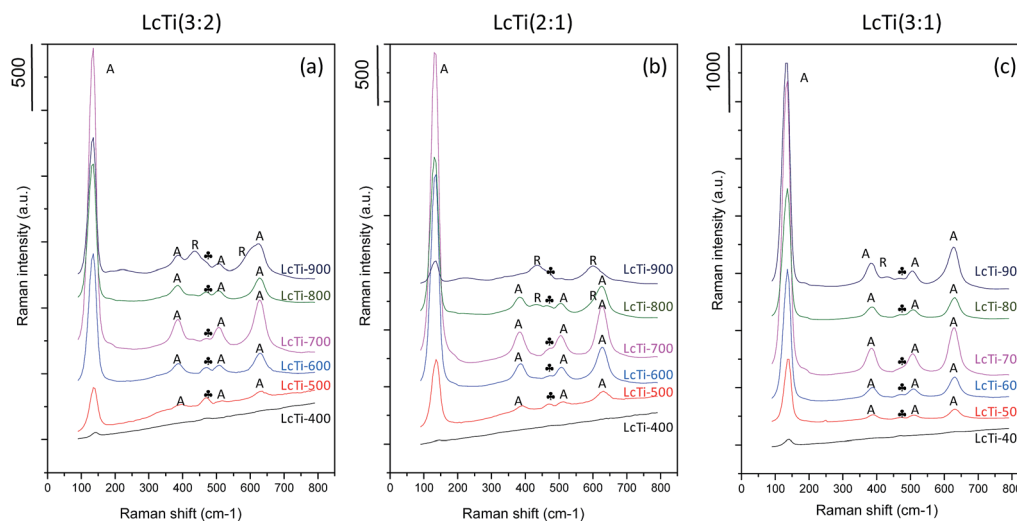 LcTi(3:2)
500
(a)
A
A
R
♣
A
R
A
LcTi-900
A
♣
A
A
LcTi-800
A
♣
A
A
LcTi-700
A
♣
A
A
LcTi-600
A
♣
A
A
LcTi-500
LcTi-400
Raman intensity (a.u.)
0 100 200 300 400 500 600 700 800
Raman shift (cm-1)
LcTi(2:1)
500
(b)
A
R
♣
R
LcTi-900
A
R
♣
A
R
A
LcTi-800
A
♣
A
A
LcTi-700
A
♣
A
A
LcTi-600
A
♣
A
A
LcTi-500
LcTi-400
Raman intensity (a.u.)
0 100 200 300 400 500 600 700 800
Raman shift (cm-1)
LcTi(3:1)
1000
(c)
A
A
R
♣
A
A
LcTi-90
A
♣
A
A
LcTi-80
A
♣
A
A
LcTi-70
A
♣
A
A
LcTi-60
A
♣
A
A
LcTi-50
LcTi-40
Raman intensity (a.u.)
0 100 200 300 400 500 600 700 800
Raman shift (cm-1)